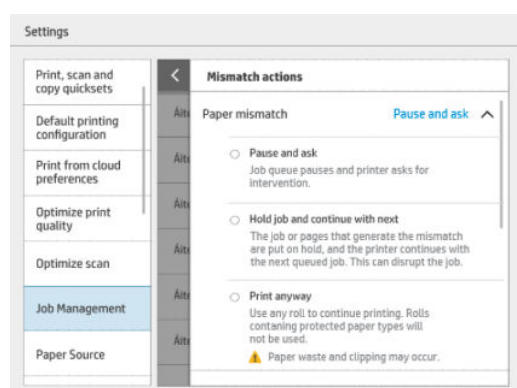 Settings
Print, scan and
copy quicksets
Default printing
configuration
Print from cloud
preferences
Optimize print
quality
Optimize scan
Job Management
Paper Source
Mismatch actions
Paper mismatch
Pause and ask
Pause and ask
Job queue pauses and printer asks for
intervention.
Hold job and continue with next
The job or pages that generate the mismatch
are put on hold, and the printer continues with
the next queued job. This can disrupt the job.
Print anyway
Use any roll to continue printing. Rolls
contaning protected paper types will
not be used.
Paper waste and clipping may occur.